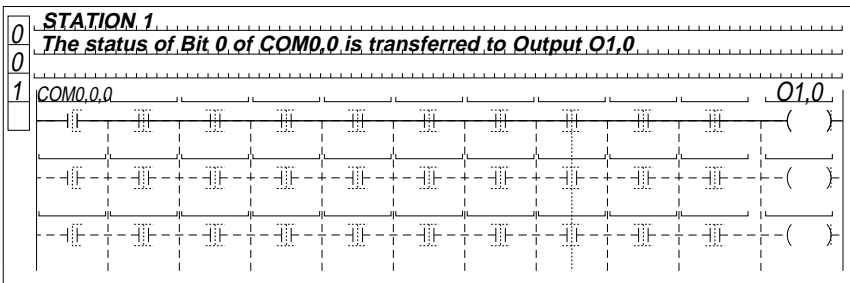 0 STATION 1
0 The status of Bit 0 of COM0,0 is transferred to Output O1,0
1
COM0,0,0 O1,0